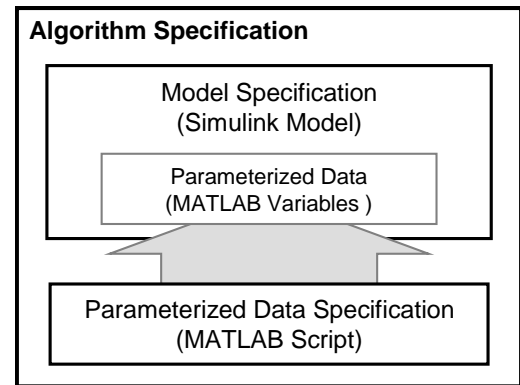 Algorithm Specification
Model Specification
(Simulink Model)
Parameterized Data
(MATLAB Variables )
Parameterized Data Specification
(MATLAB Script)